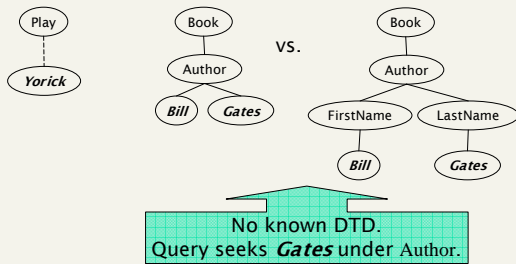 Play
Yorick
Book
Author
Bill
Gates
vs.
Book
Author
FirstName
LastName
Bill
Gates
No known DTD.
Query seeks Gates under Author.